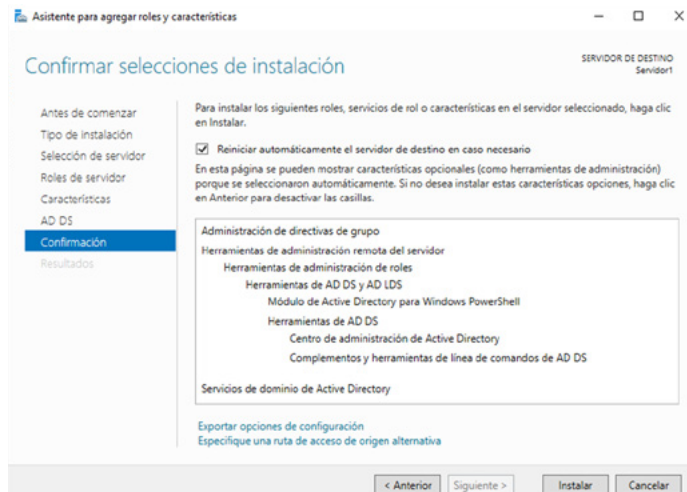 Asistente para agregar roles y características
Confirmar selecciones de instalación
SERVIDOR DE DESTINO
Servidor1
Antes de comenzar
Tipo de instalación
Selección de servidor
Roles de servidor
Características
AD DS
Confirmación
Resultados
Para instalar los siguientes roles, servicios de rol o características en el servidor seleccionado, haga clic
en Instalar.
Reiniciar automáticamente el servidor de destino en caso necesario
En esta página se pueden mostrar características opcionales (como herramientas de administración)
porque se seleccionaron automáticamente. Si no desea instalar estas características opciones, haga clic
en Anterior para desactivar las casillas.
Administración de directivas de grupo
Herramientas de administración remota del servidor
Herramientas de administración de roles
Herramientas de AD DS y AD LDS
Módulo de Active Directory para Windows PowerShell
Herramientas de AD DS
Centro de administración de Active Directory
Complementos y herramientas de línea de comandos de AD DS
Servicios de dominio de Active Directory
Exportar opciones de configuración
Especifique una ruta de acceso de origen alternativa
< Anterior
Siguiente >
Instalar
Cancelar